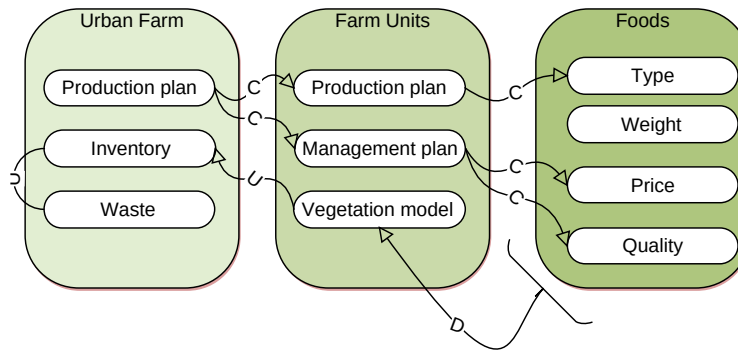 Urban Farm
Farm Units
Foods
Production plan
C
Production plan
C
Type
C
Weight
Inventory
Management plan
C
Price
U
U
Waste
Vegetation model
C
Quality
D